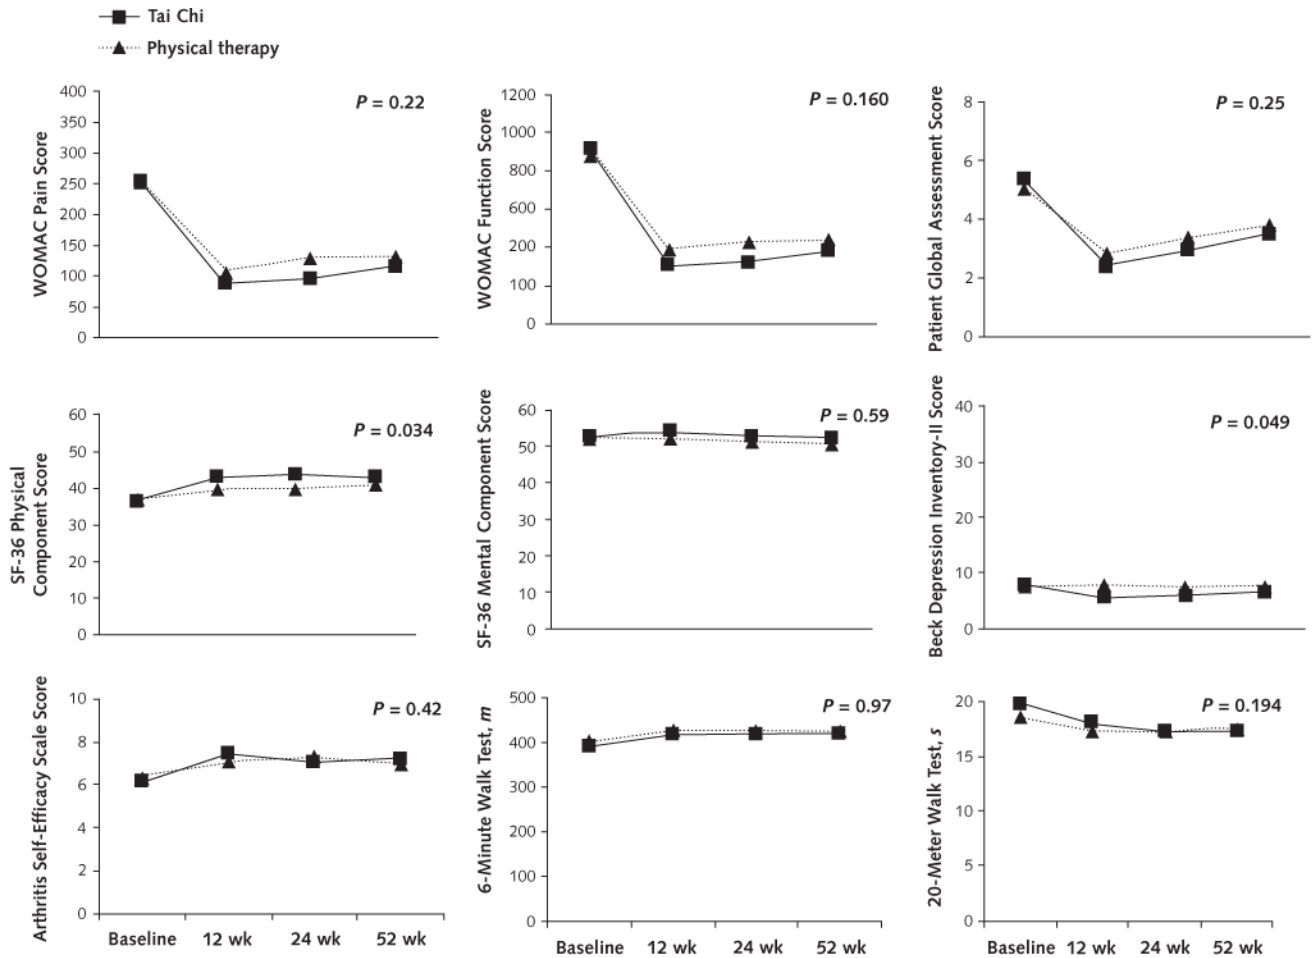 Tai Chi
Physical therapy
WOMAC Pain Score
400
350
300
250
200
150
100
50
0
P = 0.22
WOMAC Function Score
1200
1000
800
600
200
100
0
P = 0.160
Patient Global Assessment Score
8
6
4
2
0
P = 0.25
SF-36 Physical
Component Score
60
50
40
30
20
10
0
P = 0.034
SF-36 Mental Component Score
60
50
40
30
20
10
0
P = 0.59
Beck Depression Inventory-II Score
40
30
20
10
0
P = 0.049
Arthritis Self-Efficacy Scale Score
10
8
6
4
2
0
P = 0.42
Baseline 12 wk 24 wk 52 wk
6-Minute Walk Test, m
500
400
300
200
100
0
P = 0.97
Baseline 12 wk 24 wk 52 wk
20-Meter Walk Test, s
20
15
10
5
0
P = 0.194
Baseline 12 wk 24 wk 52 wk